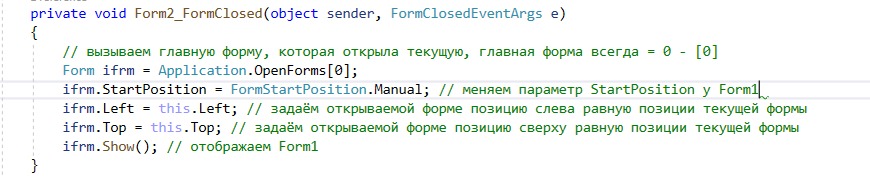 private void Form2_FormClosed(object sender, FormClosedEventArgs e)
{
// вызываем главную форму, которая открыла текущую, главная форма всегда = 0 - [0]
Form ifrm = Application.OpenForms[0];
ifrm.StartPosition = FormStartPosition.Manual; // меняем параметр StartPosition у Form1
ifrm.Left = this.Left; // задаём открываемой форме позицию слева равную позиции текущей формы
ifrm.Top = this.Top; // задаём открываемой форме позицию сверху равную позиции текущей формы
ifrm.Show(); // отображаем Form1
}